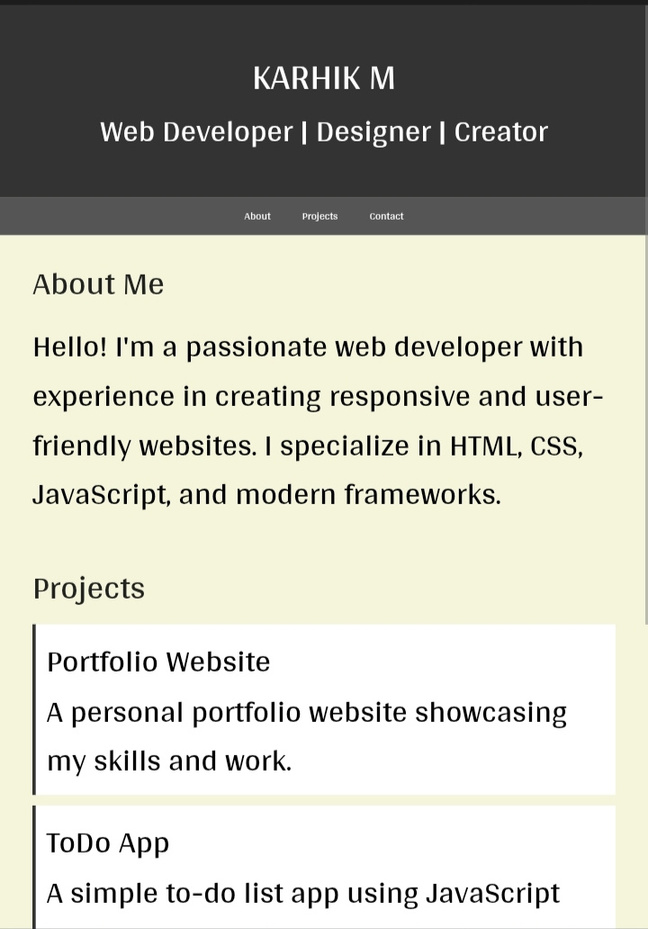 KARHIK M
Web Developer | Designer | Creator
About Projects Contact
About Me
Hello! I'm a passionate web developer with
experience in creating responsive and user-
friendly websites. I specialize in HTML, CSS,
JavaScript, and modern frameworks.
Projects
Portfolio Website
A personal portfolio website showcasing
my skills and work.
ToDo App
A simple to-do list app using JavaScript